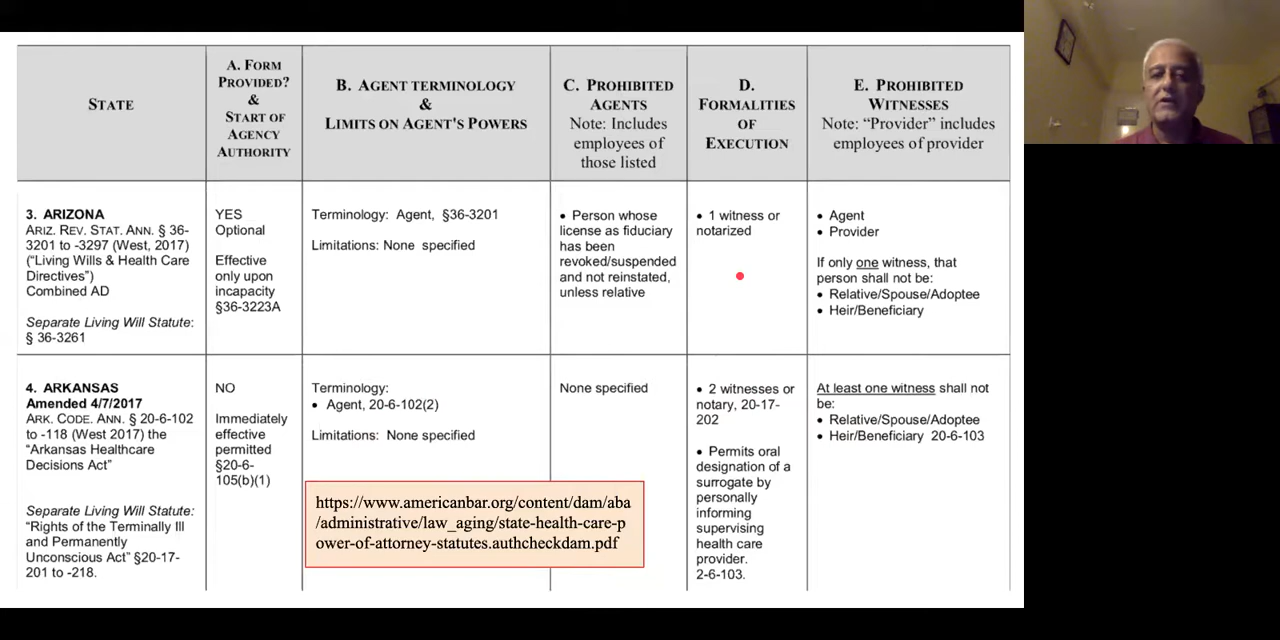 STATE
A. FORM
PROVIDED?
&
START OF
AGENCY
AUTHORITY
B. AGENT TERMINOLOGY
&
LIMITS ON AGENT'S POWERS
C. PROHIBITED
AGENTS
Note: Includes
employees of
those listed
D.
FORMALITIES
OF
EXECUTION
E. PROHIBITED
WITNESSES
Note: “Provider” includes
employees of provider
3. ARIZONA
ARIZ. REV. STAT. ANN. § 36-
3201 to -3297 (West, 2017)
(“Living Wills & Health Care
Directives”)
Combined AD
Separate Living Will Statute:
§ 36-3261
YES
Optional
Effective
only upon
incapacity
§36-3223A
Terminology: Agent, §36-3201
Limitations: None specified
• Person whose
license as fiduciary
has been
revoked/suspended
and not reinstated,
unless relative
• 1 witness or
notarized
• Agent
• Provider
If only one witness, that
person shall not be:
• Relative/Spouse/Adoptee
• Heir/Beneficiary
4. ARKANSAS
Amended 4/7/2017
ARK. CODE. ANN. § 20-6-102
to -118 (West 2017) the
“Arkansas Healthcare
Decisions Act”
Separate Living Will Statute:
“Rights of the Terminally Ill
and Permanently
Unconscious Act” §20-17-
201 to -218.
NO
Immediately
effective
permitted
§20-6-
105(b)(1)
Terminology:
• Agent, 20-6-102(2)
Limitations: None specified
https://www.americanbar.org/content/dam/aba
/administrative/law_aging/state-health-care-p
ower-of-attorney-statutes.authcheckdam.pdf
None specified
• 2 witnesses or
notary, 20-17-
202
• Permits oral
designation of a
surrogate by
personally
informing
supervising
health care
provider.
2-6-103.
At least one witness shall not
be:
• Relative/Spouse/Adoptee
• Heir/Beneficiary 20-6-103